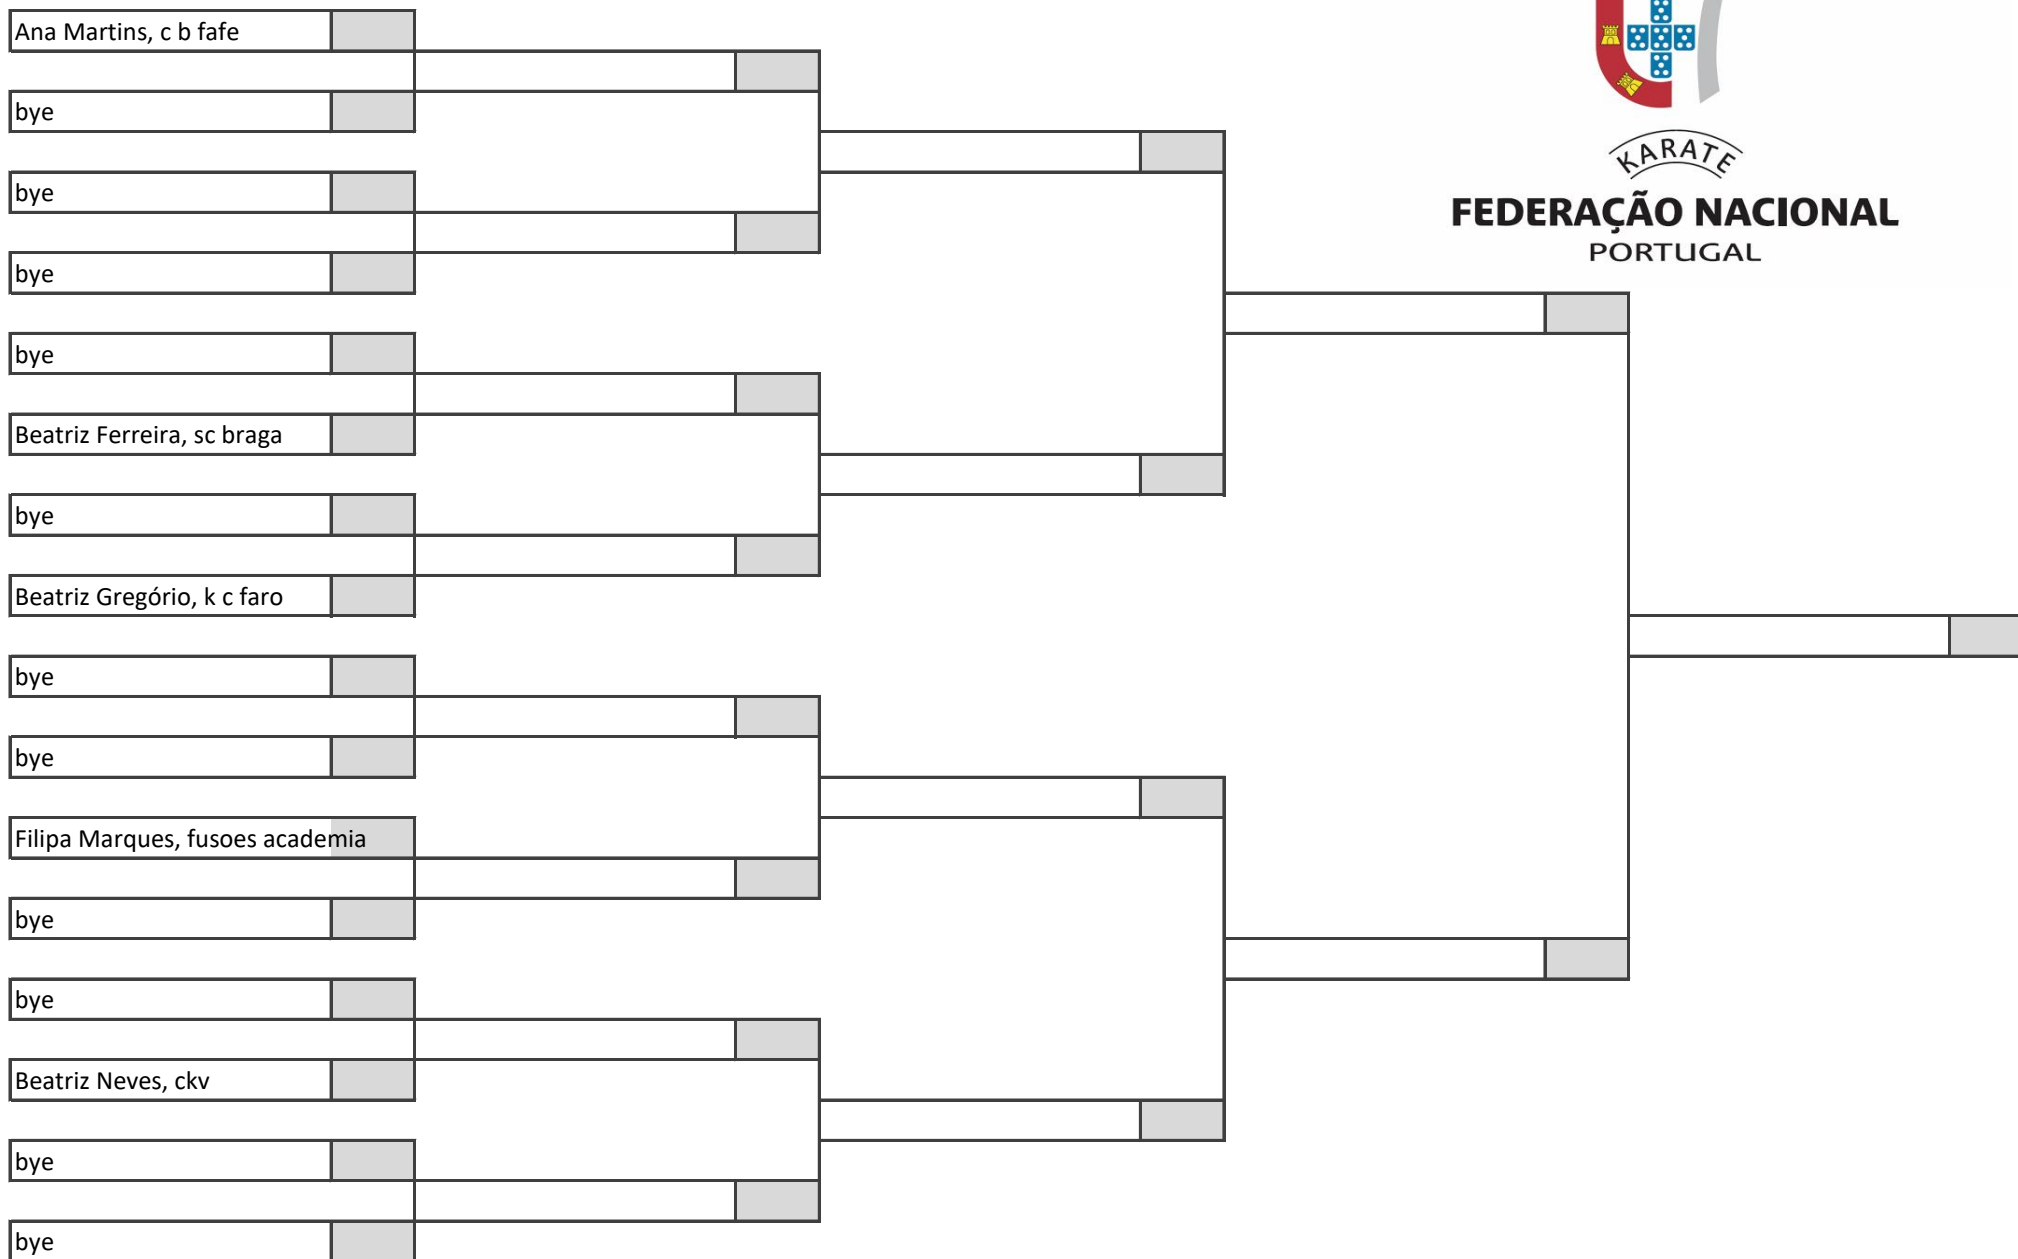 Ana Martins, c b fafe
bye
bye
bye
bye
Beatriz Ferreira, sc braga
bye
Beatriz Gregório, k c faro
bye
bye
Filipa Marques, fusoes academia
bye
bye
Beatriz Neves, ckv
bye
bye
KARATE
FEDERAÇÃO NACIONAL
PORTUGAL